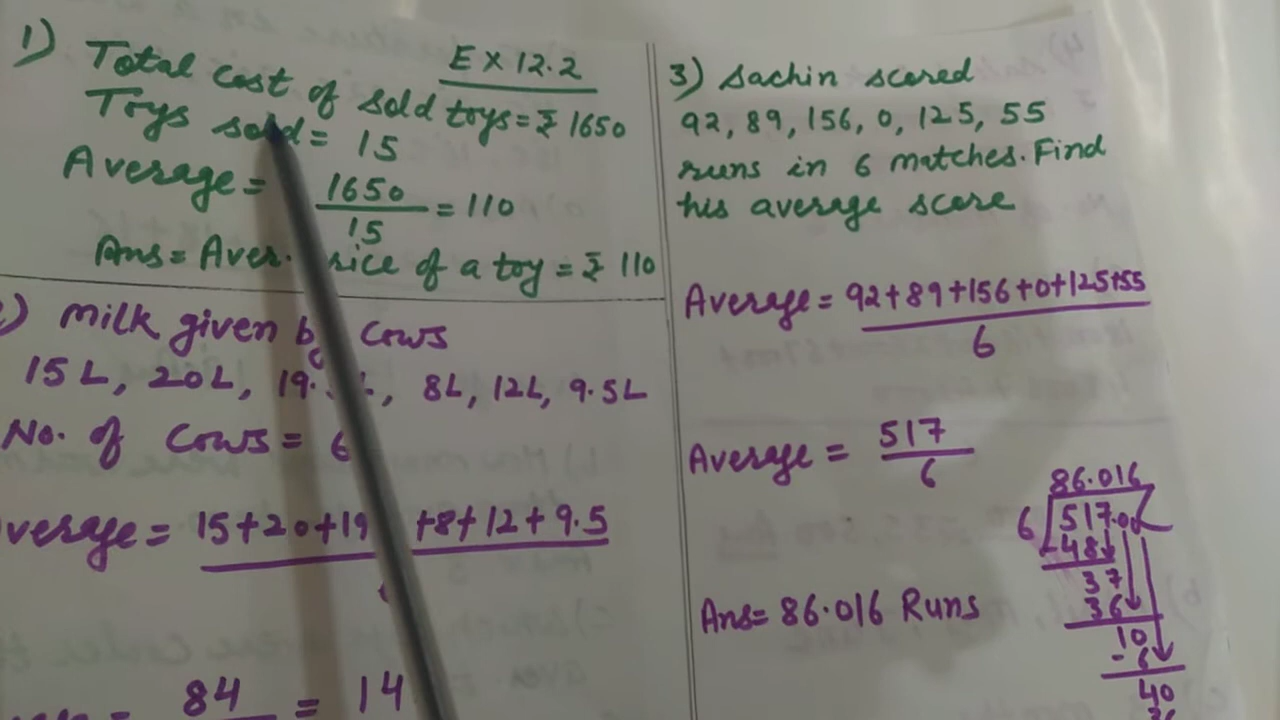 1)
EX 12.2
Total Cost of Sold toys = ₹ 1650
Toys sold = 15
Average = 1650
15
= 110
Ans = Aver. rice of a toy = ₹ 110
) Milk given by Cows
15L, 20L, 19. L, 8L, 12L, 9.5L
No. of Cows = 6
verage = 15+20+19 +8+12+9.5
84 = 14
3) Sachin scored
92, 89, 156, 0, 125, 55
runs in 6 matches. Find
his average score
Average = 92+89+156+0+125+55
6
Average = 517
6
86.016
6 517.00
48
37
36
10
- 6
40
36
Ans = 86.016 Runs